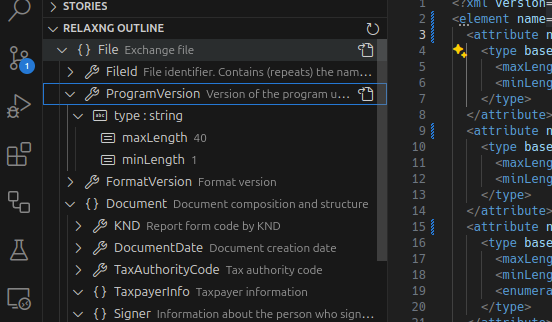 STORIES
RELAXNG OUTLINE
File Exchange file
FileId File identifier. Contains (repeats) the nam...
ProgramVersion Version of the program u...
type : string
maxLength 40
minLength 1
FormatVersion Format version
Document Document composition and structure
KND Report form code by KND
DocumentDate Document creation date
TaxAuthorityCode Tax authority code
TaxpayerInfo Taxpayer information
Signer Information about the person who sign...
1
1 <?xml version=
2 <element name=
3 <attribute n
4 <type base
5 <maxLeng
6 <minLeng
7 </type>
8 </attribute>
9 <attribute n
10 <type base
11 <maxLeng
12 <minLeng
13 </type>
14 </attribute>
15 <attribute n
16 <type base
17 <maxLeng
18 <minLeng
19 <enumera
20 </type>
21 </attribute>